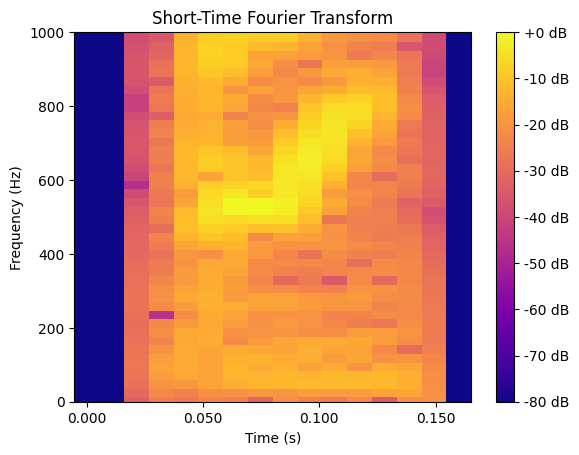 Short-Time Fourier Transform
1000
800
600
400
200
0
Frequency (Hz)
0.000
0.050
0.100
0.150
Time (s)
+0 dB
-10 dB
-20 dB
-30 dB
-40 dB
-50 dB
-60 dB
-70 dB
-80 dB